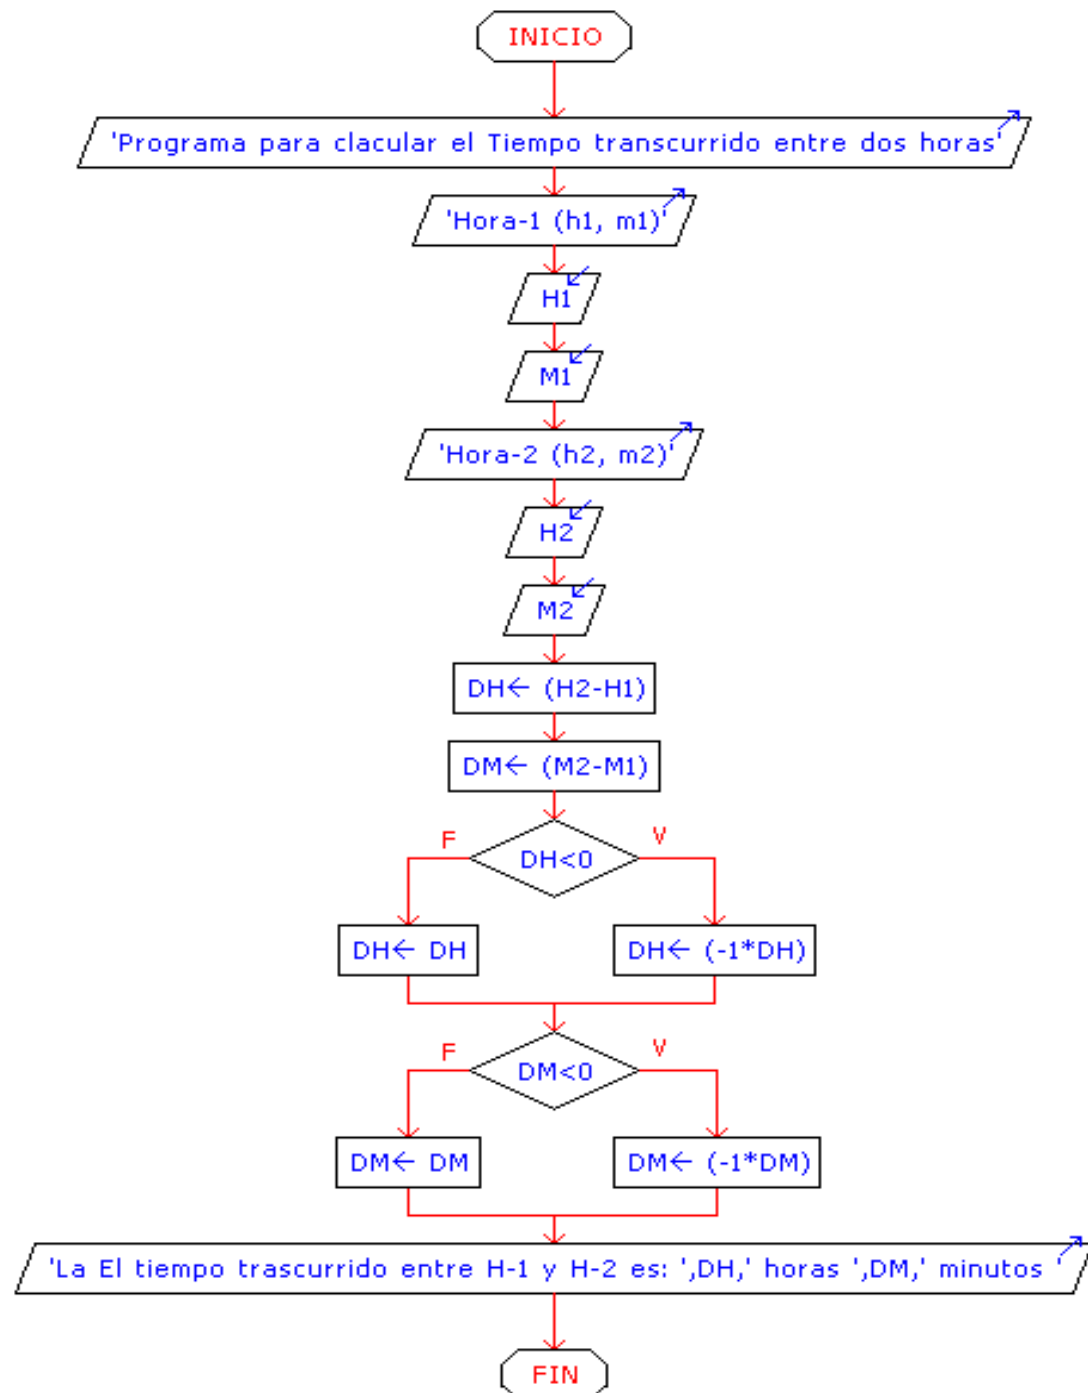 INICIO
'Programa para clacular el Tiempo transcurrido entre dos horas'
'Hora-1 (h1, m1)'
H1
M1
'Hora-2 (h2, m2)'
H2
M2
DH← (H2-H1)
DM← (M2-M1)
F
V
DH<0
DH← DH
DH← (-1*DH)
F
V
DM<0
DM← DM
DM← (-1*DM)
'La El tiempo trascurrido entre H-1 y H-2 es: ',DH,' horas ',DM,' minutos '
FIN